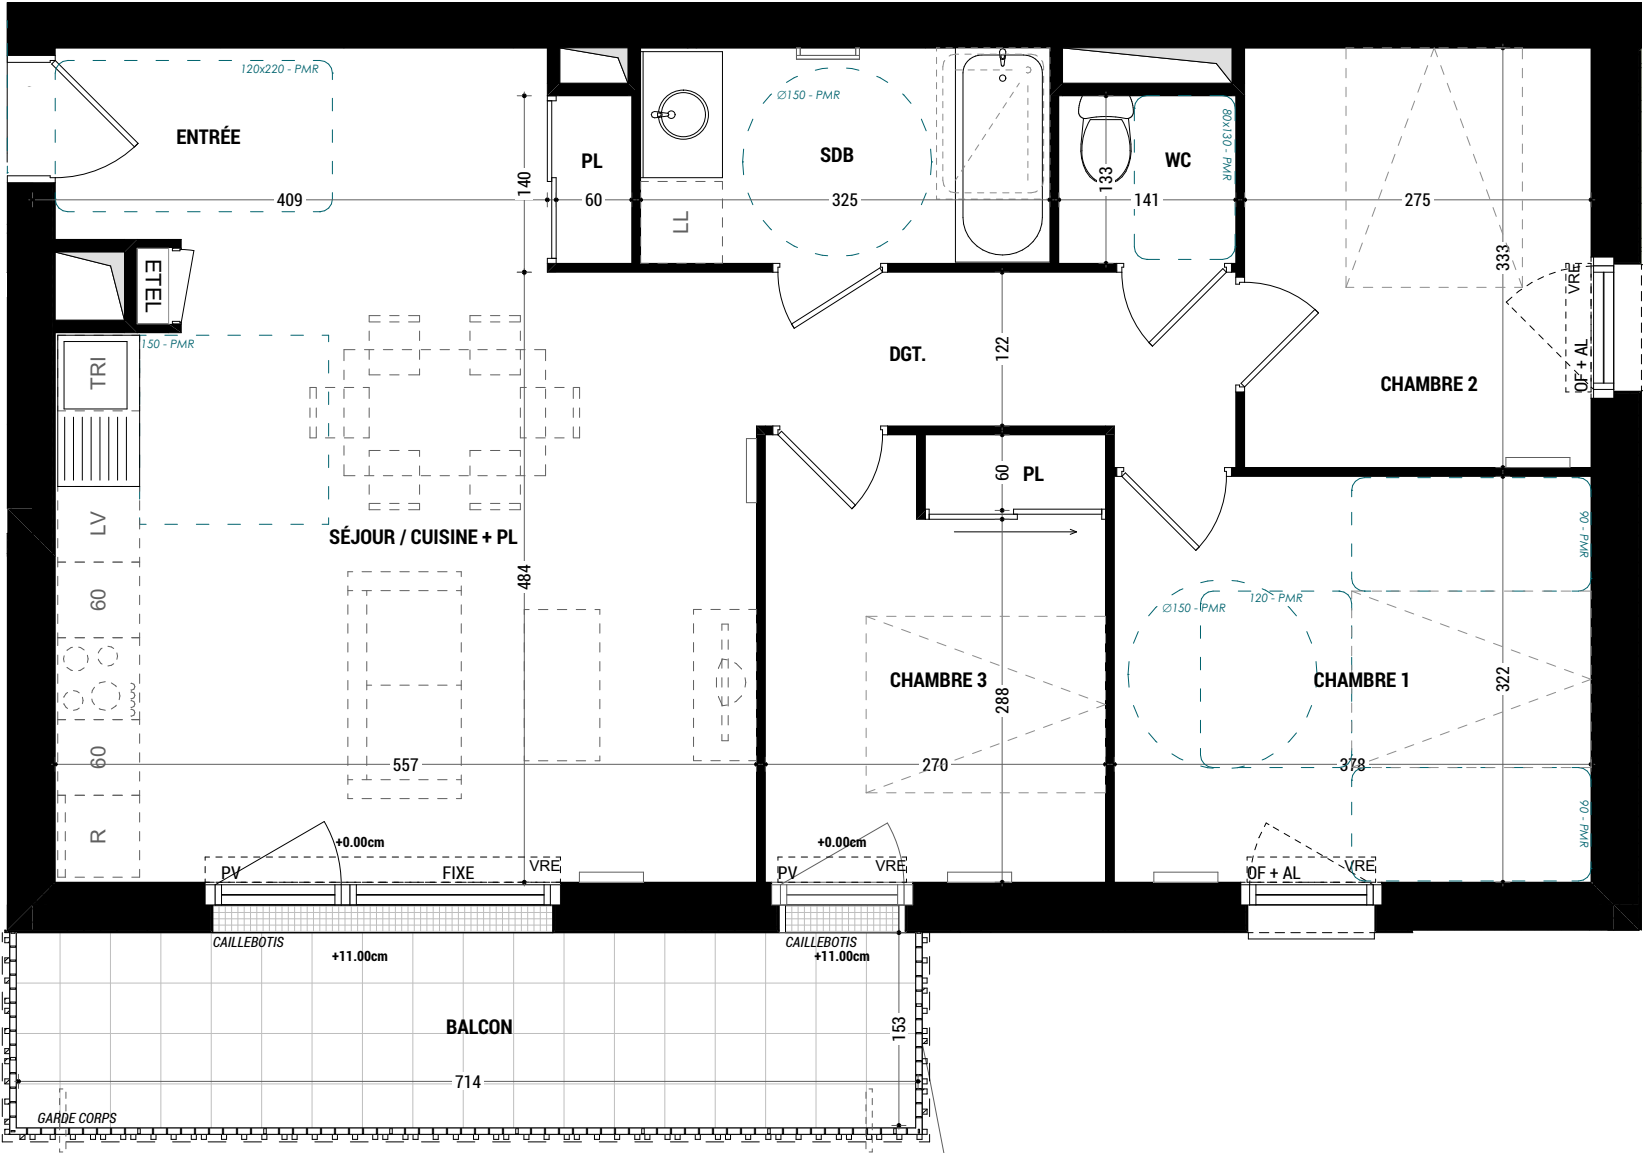 120x220 - PMR
ENTRÉE
409
140
PL
60
Ø150 - PMR
SDB
325
LL
133
WC
80x130 - PMR
141
275
333
VRE
OF + AL
CHAMBRE 2
ETEL
150 - PMR
TRI
LV
60
60
R
DGT.
122
60
PL
SÉJOUR / CUISINE + PL
484
557
CHAMBRE 3
288
270
90 - PMR
Ø150 - PMR
120 - PMR
CHAMBRE 1
322
378
90 - PMR
+0.00cm
PV
FIXE
VRE
+0.00cm
PV
VRE
OF + AL
VRE
CAILLEBOTIS
+11.00cm
CAILLEBOTIS
+11.00cm
BALCON
153
714
GARDE CORPS